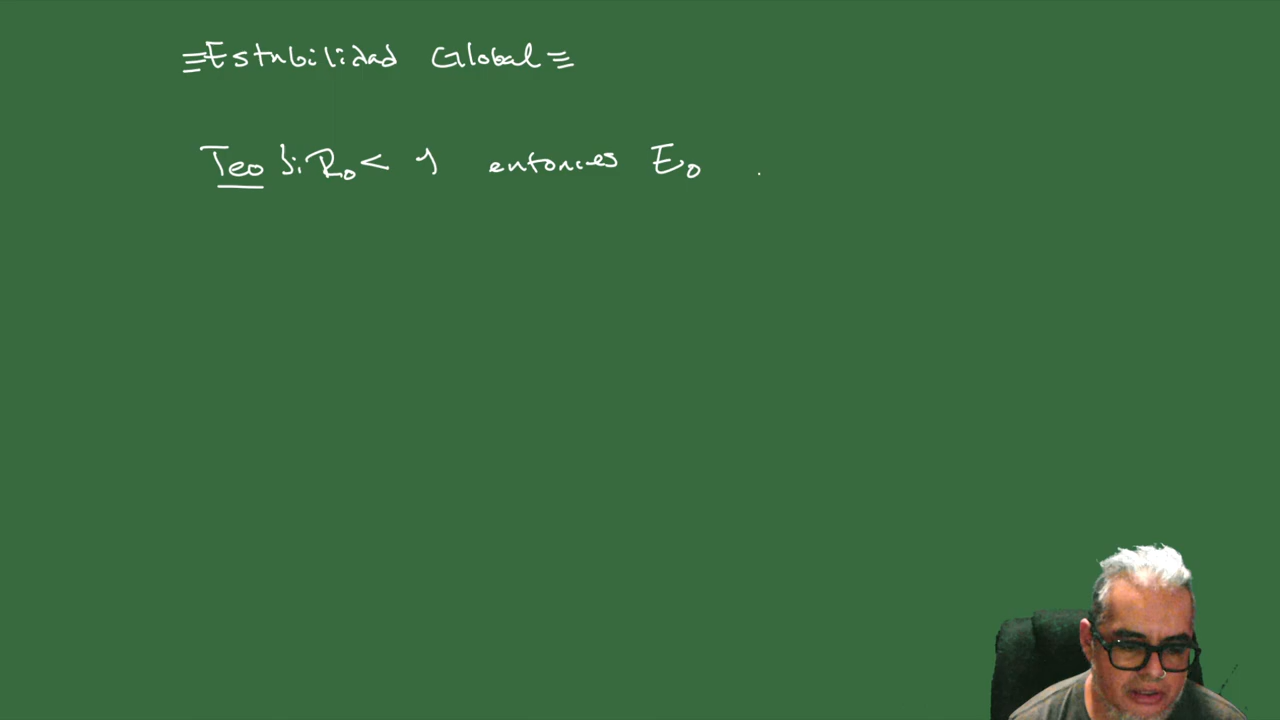 ≡Estabilidad Global≡
Teo Si R₀ < 1 entonces E₀